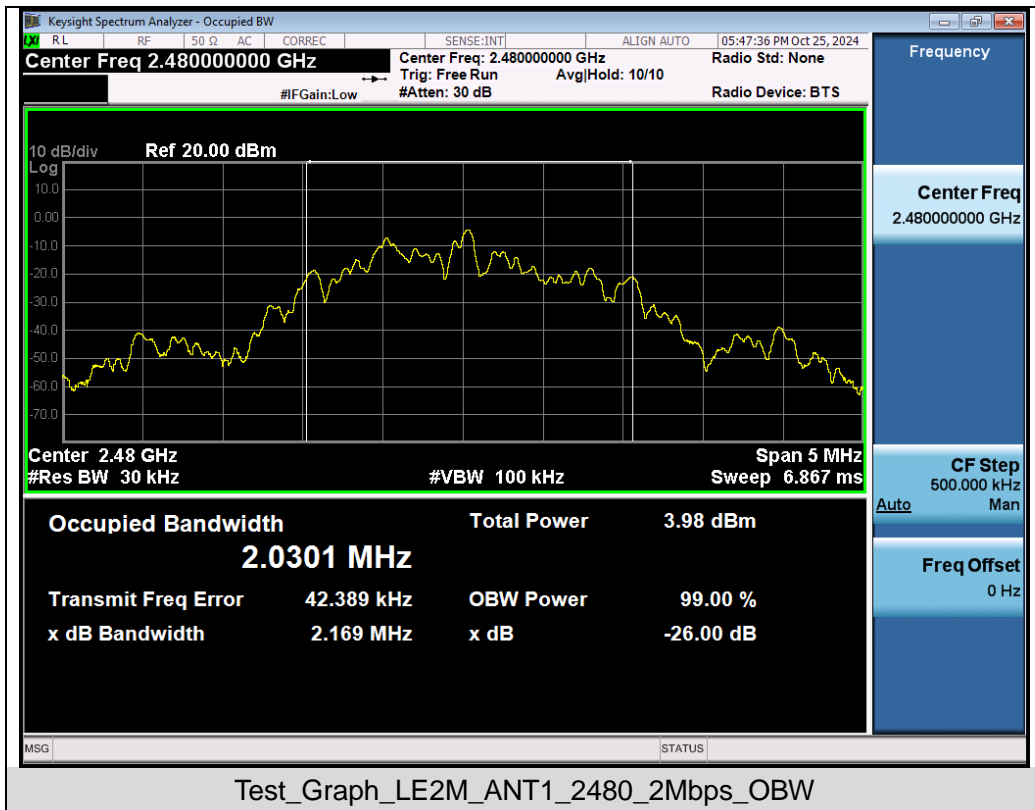 Keysight Spectrum Analyzer - Occupied BW
LXI RL RF 50 Ω AC CORREC SENSE:INT ALIGN AUTO 05:47:36 PM Oct 25, 2024
Center Freq 2.480000000 GHz
Center Freq: 2.480000000 GHz Radio Std: None
Trig: Free Run Avg|Hold: 10/10
#IFGain:Low #Atten: 30 dB Radio Device: BTS
10 dB/div Ref 20.00 dBm
Log
10.0
0.00
-10.0
-20.0
-30.0
-40.0
-50.0
-60.0
-70.0
Center 2.48 GHz Span 5 MHz
#Res BW 30 kHz #VBW 100 kHz Sweep 6.867 ms
Occupied Bandwidth Total Power 3.98 dBm
2.0301 MHz
Transmit Freq Error 42.389 kHz OBW Power 99.00 %
x dB Bandwidth 2.169 MHz x dB -26.00 dB
Frequency
Center Freq
2.480000000 GHz
CF Step
500.000 kHz
Auto Man
Freq Offset
0 Hz
MSG STATUS
Test_Graph_LE2M_ANT1_2480_2Mbps_OBW